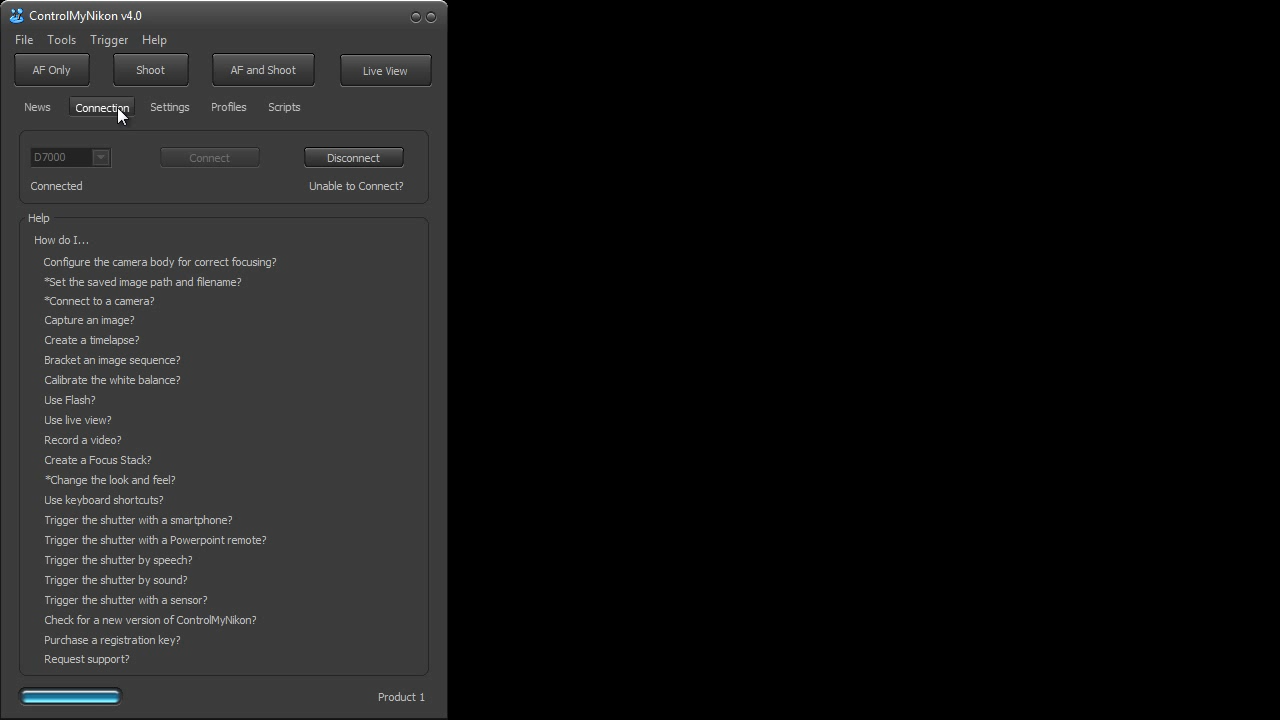 ControlMyNikon v4.0
File Tools Trigger Help
AF Only Shoot AF and Shoot Live View
News Connection Settings Profiles Scripts
D7000 Connect Disconnect
Connected Unable to Connect?
Help
How do I...
Configure the camera body for correct focusing?
*Set the saved image path and filename?
*Connect to a camera?
Capture an image?
Create a timelapse?
Bracket an image sequence?
Calibrate the white balance?
Use Flash?
Use live view?
Record a video?
Create a Focus Stack?
*Change the look and feel?
Use keyboard shortcuts?
Trigger the shutter with a smartphone?
Trigger the shutter with a Powerpoint remote?
Trigger the shutter by speech?
Trigger the shutter by sound?
Trigger the shutter with a sensor?
Check for a new version of ControlMyNikon?
Purchase a registration key?
Request support?
Product 1